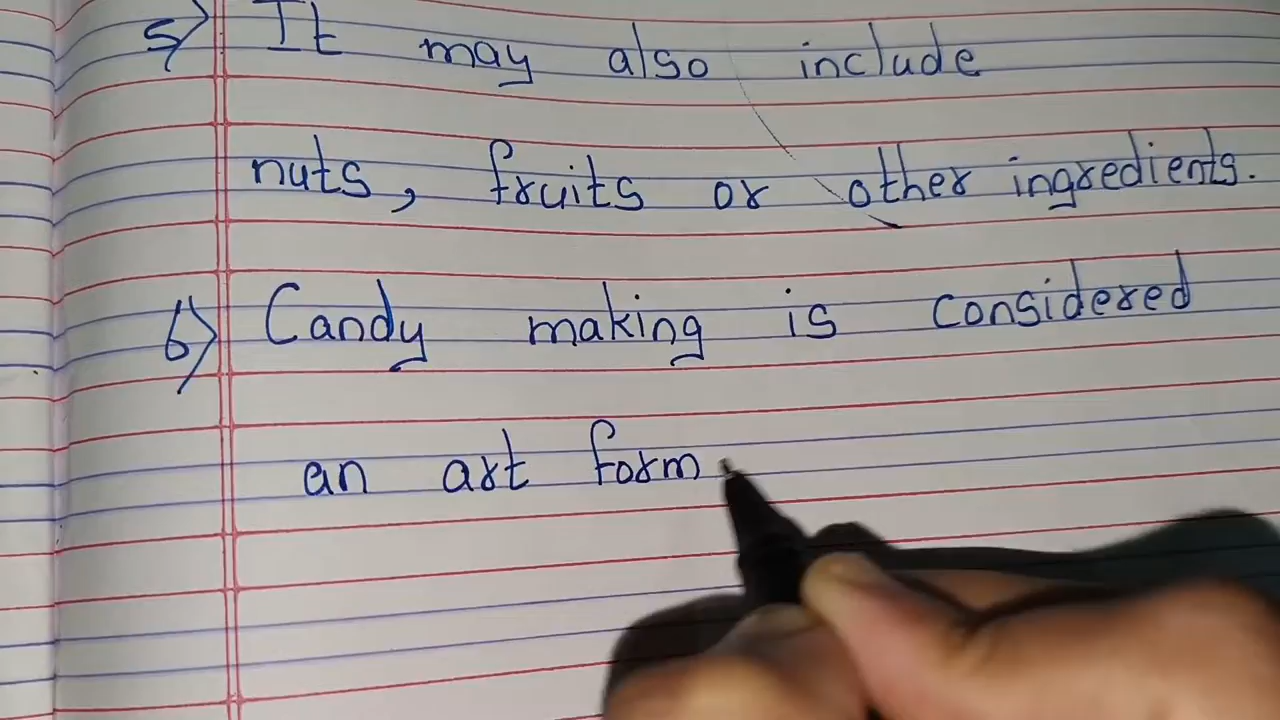 5) It may also include
nuts, fruits or other ingredients.
6) Candy making is considered
an art form